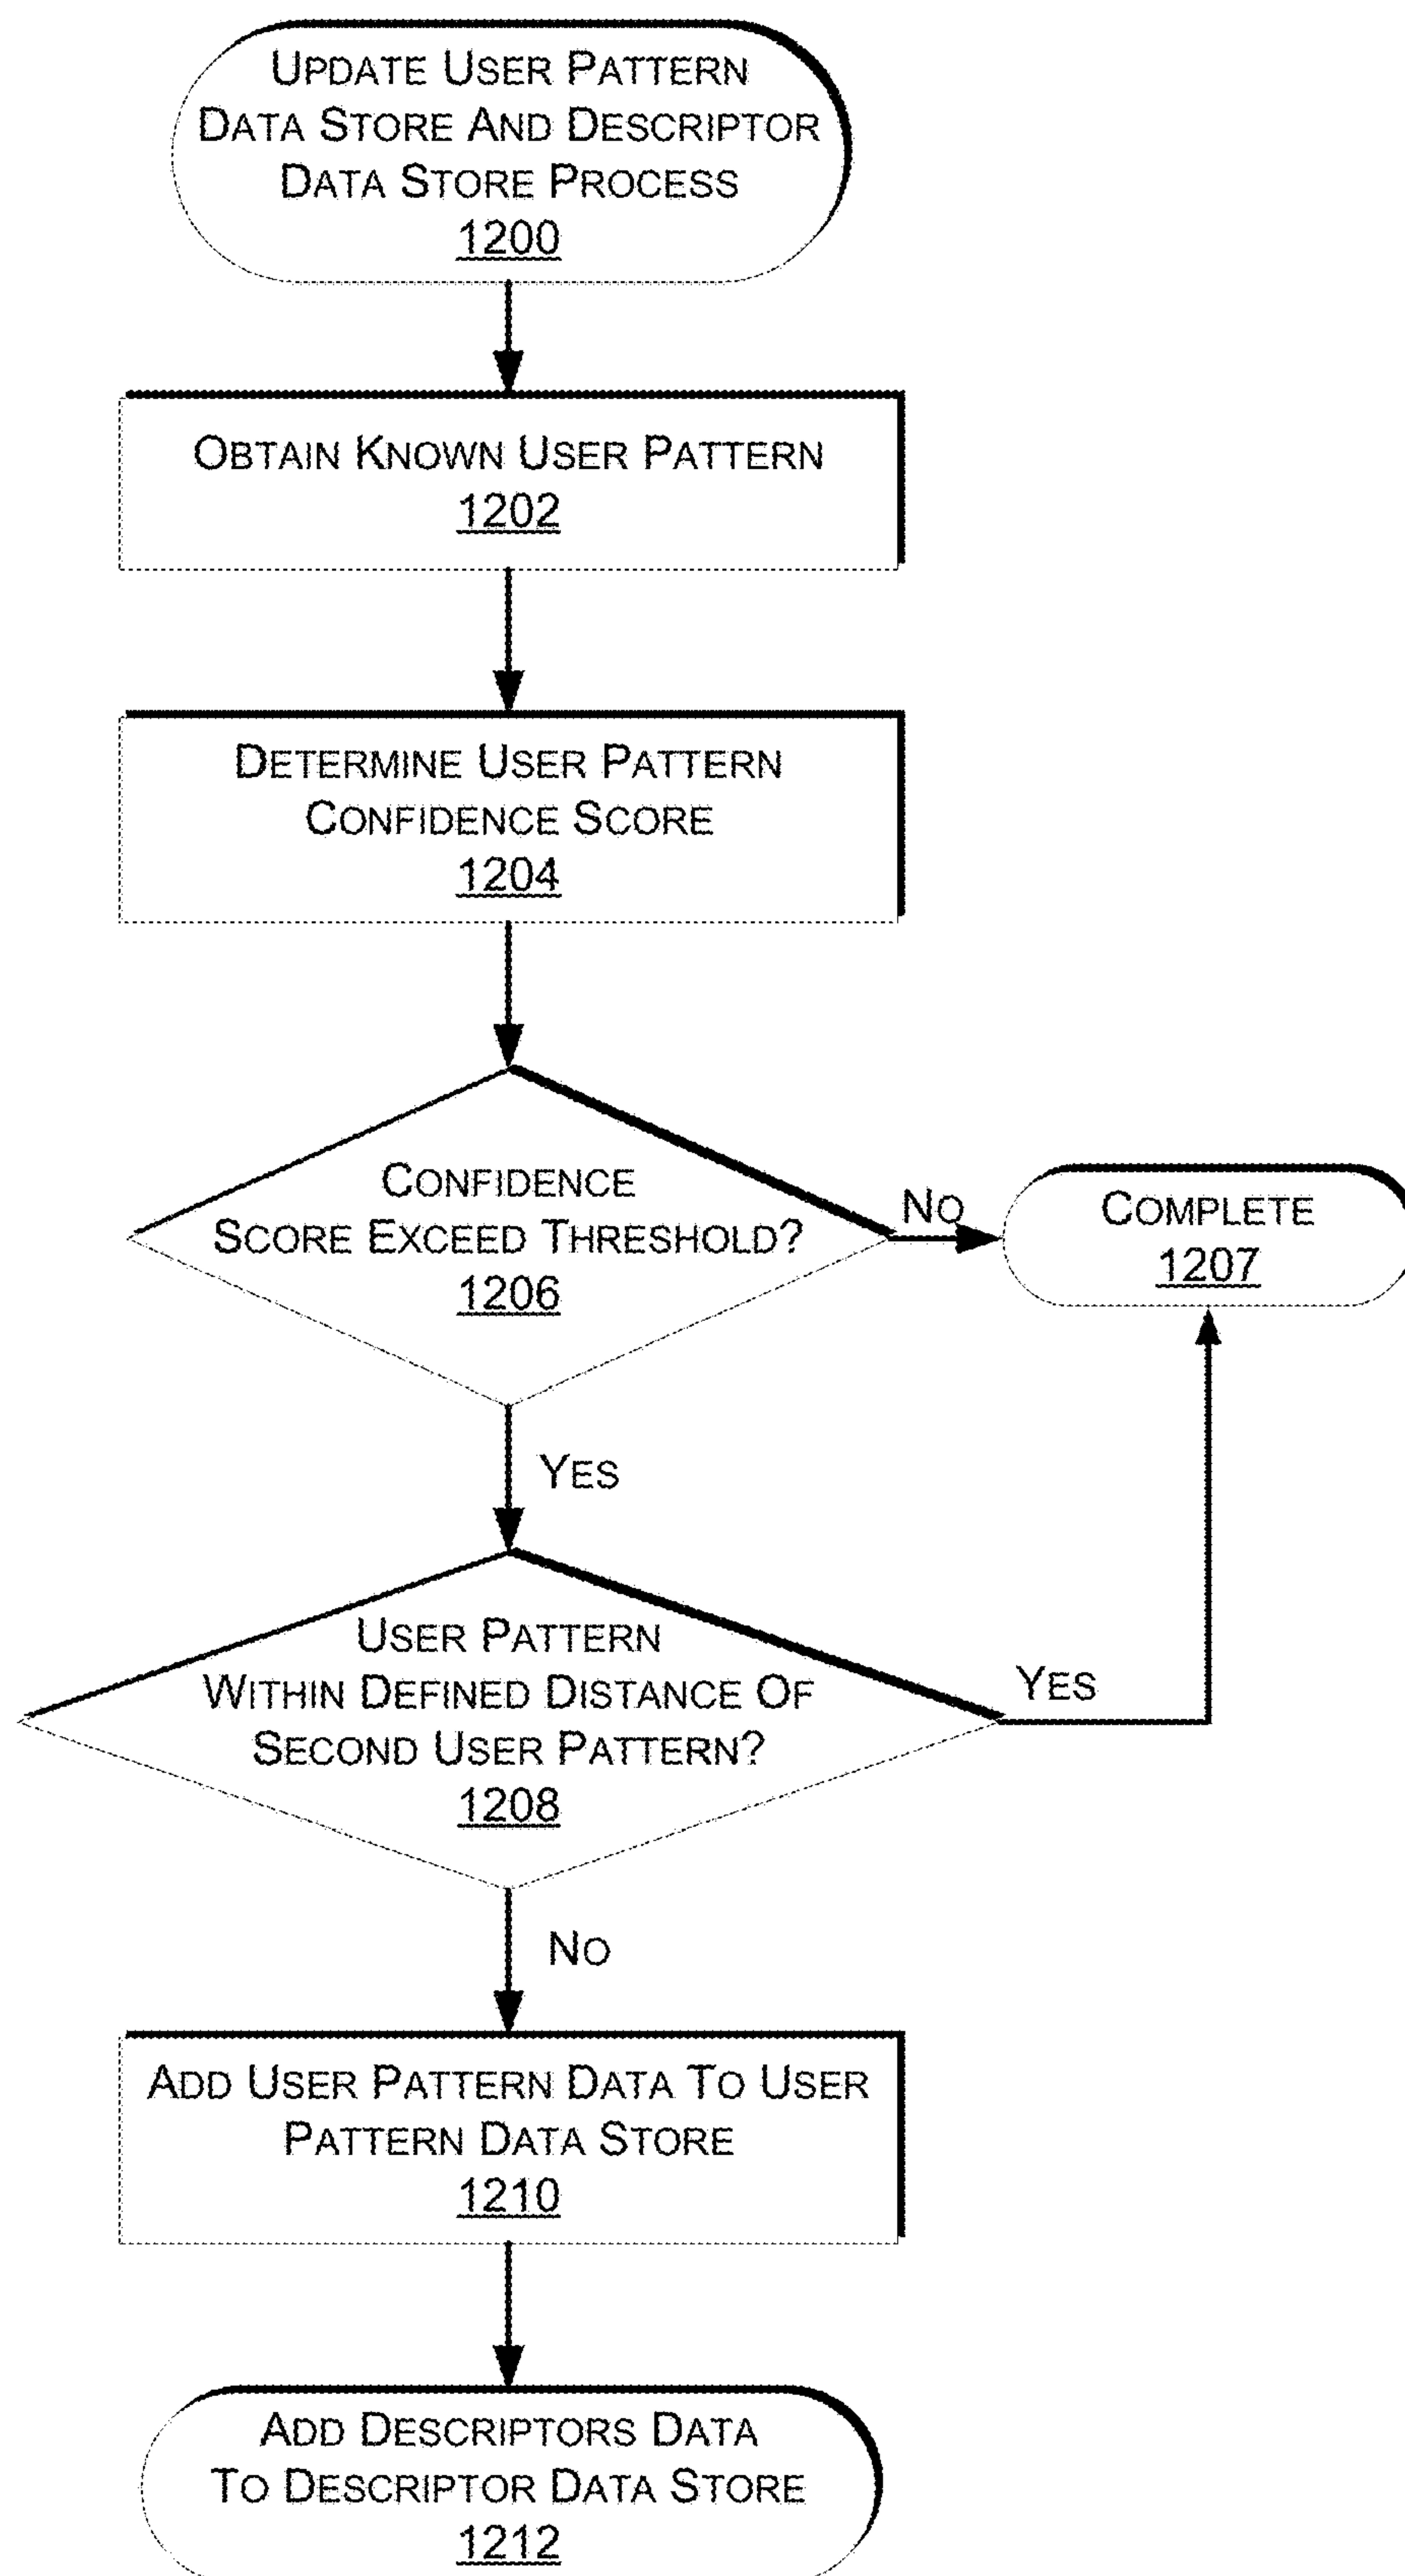 UPDATE USER PATTERN
DATA STORE AND DESCRIPTOR
DATA STORE PROCESS
1200
OBTAIN KNOWN USER PATTERN
1202
DETERMINE USER PATTERN
CONFIDENCE SCORE
1204
CONFIDENCE
SCORE EXCEED THRESHOLD?
1206
NO
COMPLETE
1207
YES
USER PATTERN
WITHIN DEFINED DISTANCE OF
SECOND USER PATTERN?
1208
YES
NO
ADD USER PATTERN DATA TO USER
PATTERN DATA STORE
1210
ADD DESCRIPTORS DATA
TO DESCRIPTOR DATA STORE
1212